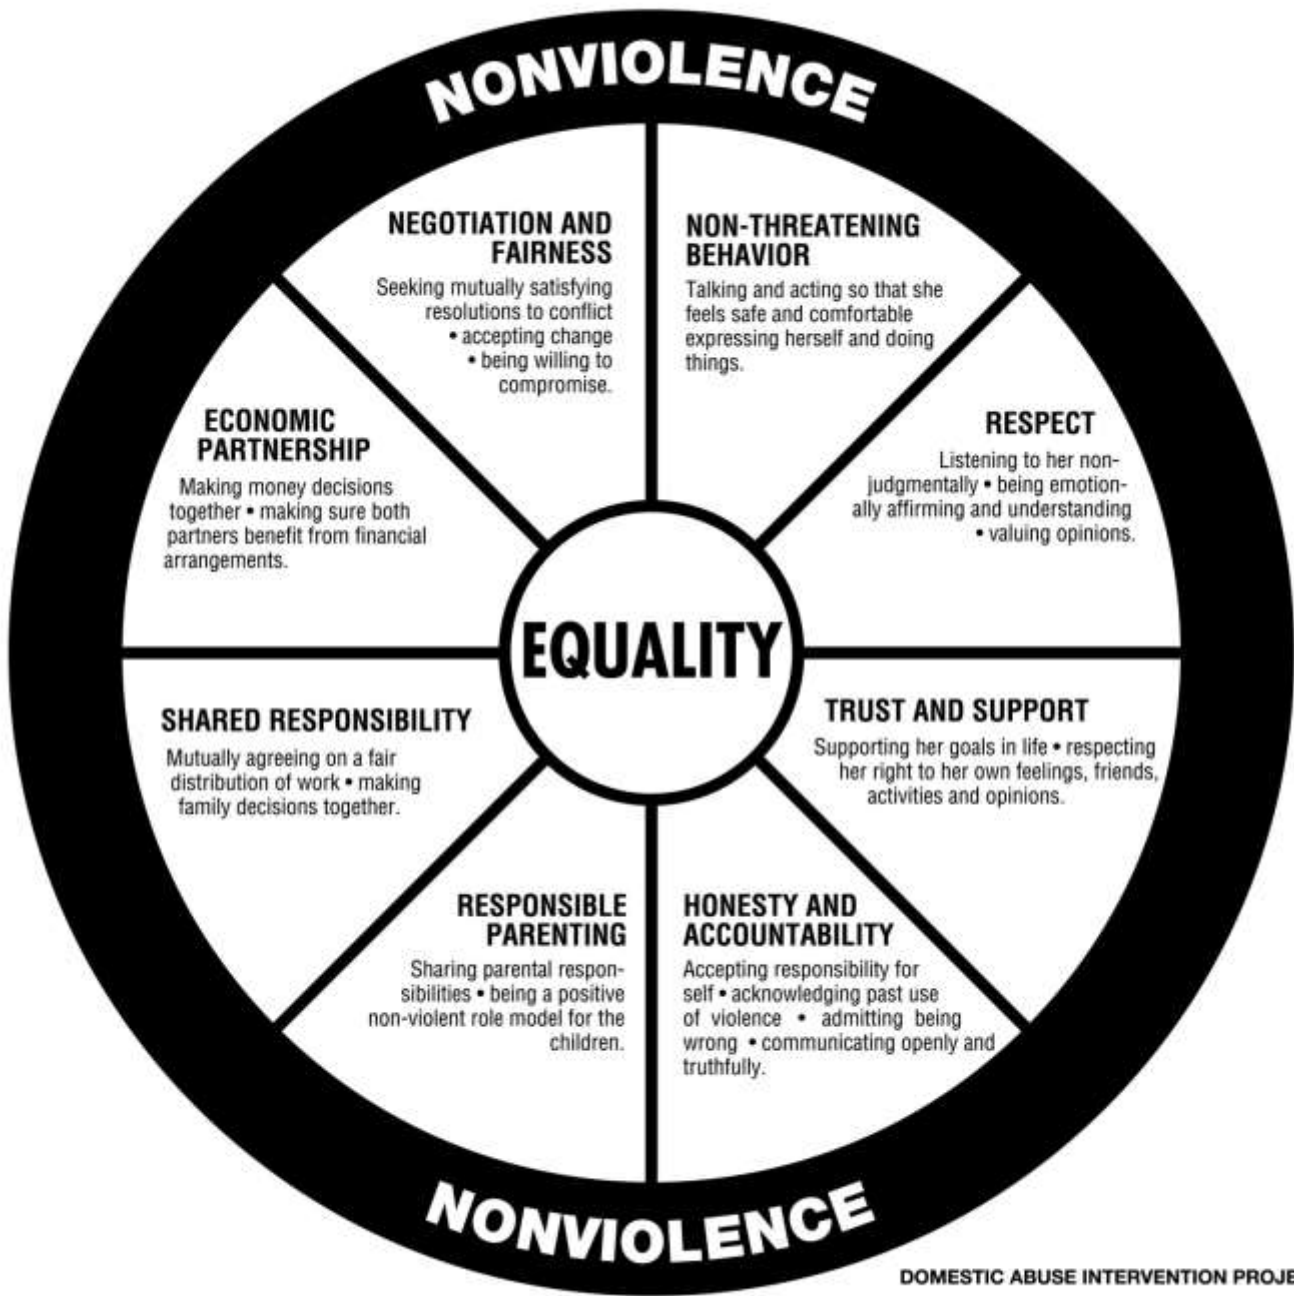 NONVIOLENCE
NEGOTIATION AND
FAIRNESS
Seeking mutually satisfying
resolutions to conflict
• accepting change
• being willing to
compromise.
NON-THREATENING
BEHAVIOR
Talking and acting so that she
feels safe and comfortable
expressing herself and doing
things.
ECONOMIC
PARTNERSHIP
Making money decisions
together • making sure both
partners benefit from financial
arrangements.
RESPECT
Listening to her non-
judgmentally • being emotion-
ally affirming and understanding
• valuing opinions.
EQUALITY
SHARED RESPONSIBILITY
Mutually agreeing on a fair
distribution of work • making
family decisions together.
TRUST AND SUPPORT
Supporting her goals in life • respecting
her right to her own feelings, friends,
activities and opinions.
RESPONSIBLE
PARENTING
Sharing parental respon-
sibilities • being a positive
non-violent role model for the
children.
HONESTY AND
ACCOUNTABILITY
Accepting responsibility for
self • acknowledging past use
of violence • admitting being
wrong • communicating openly and
truthfully.
NONVIOLENCE
DOMESTIC ABUSE INTERVENTION PROJE